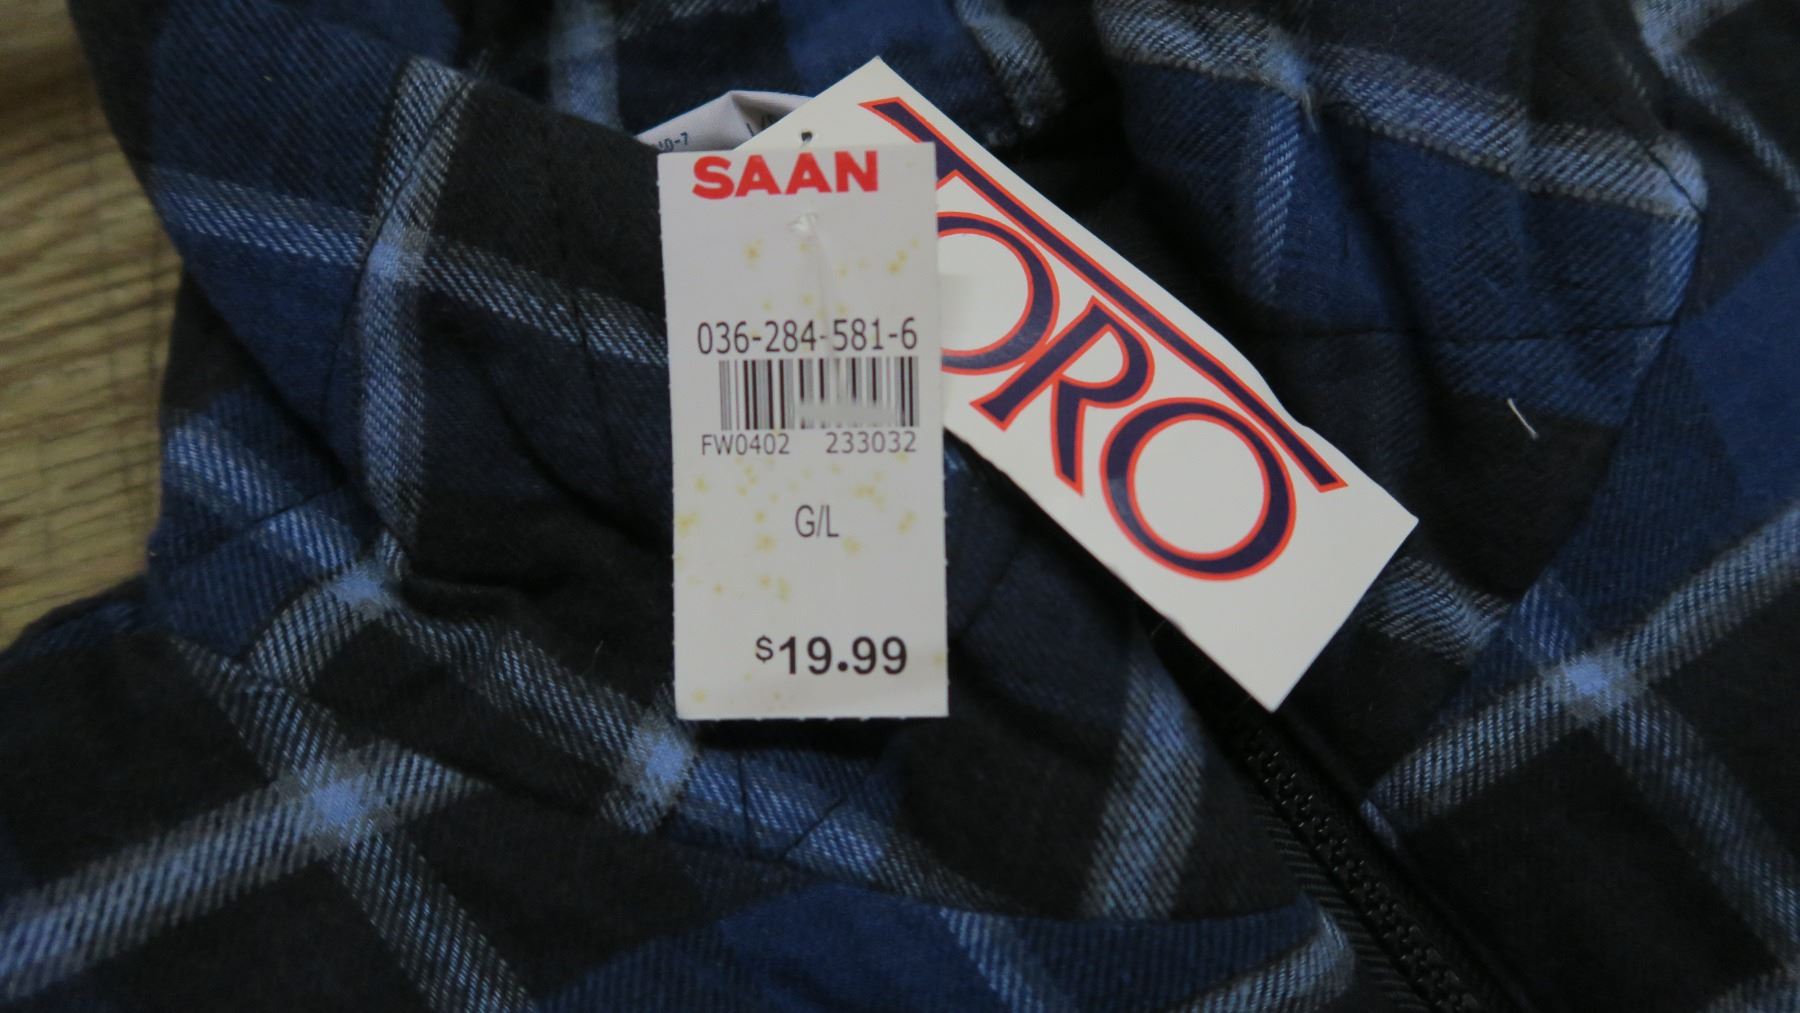 SAAN
036-284-581-6
FW0402 233032
G/L
$19.99
TORO